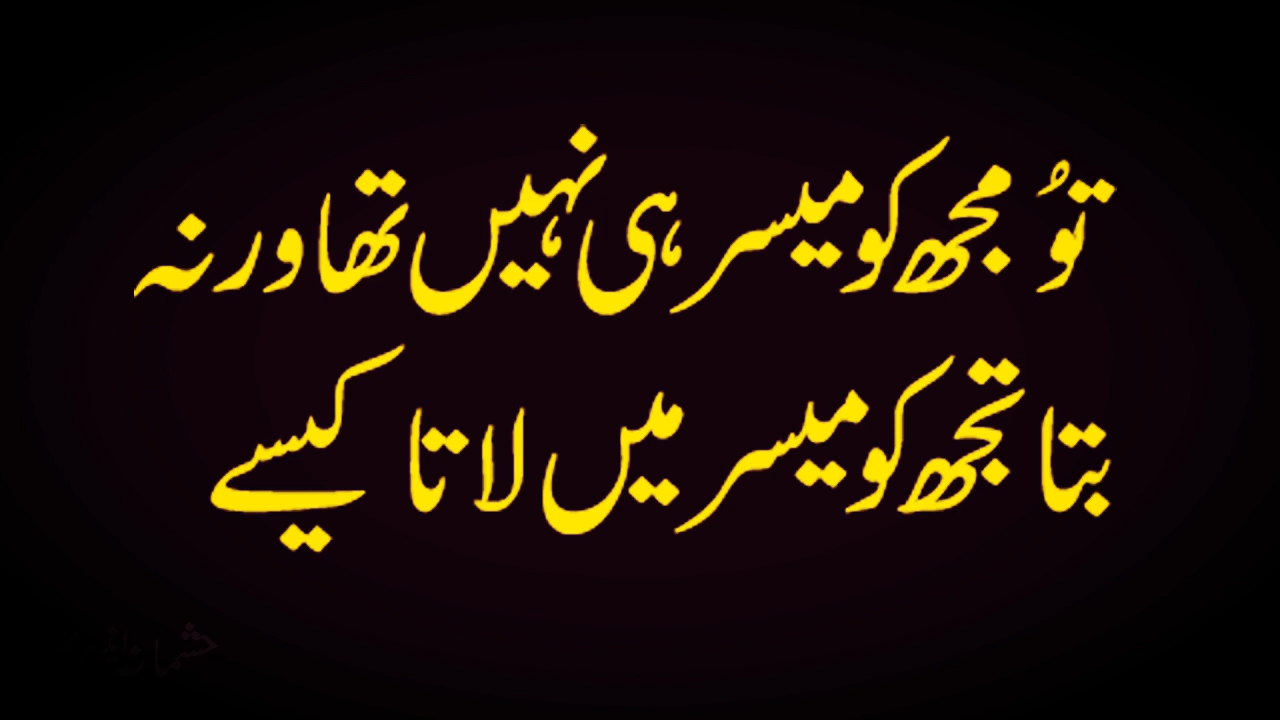 تُو مجھ کو میسر ہی نہیں تھا ورنہ
بتا تجھ کو میسر میں لاتا کیسے